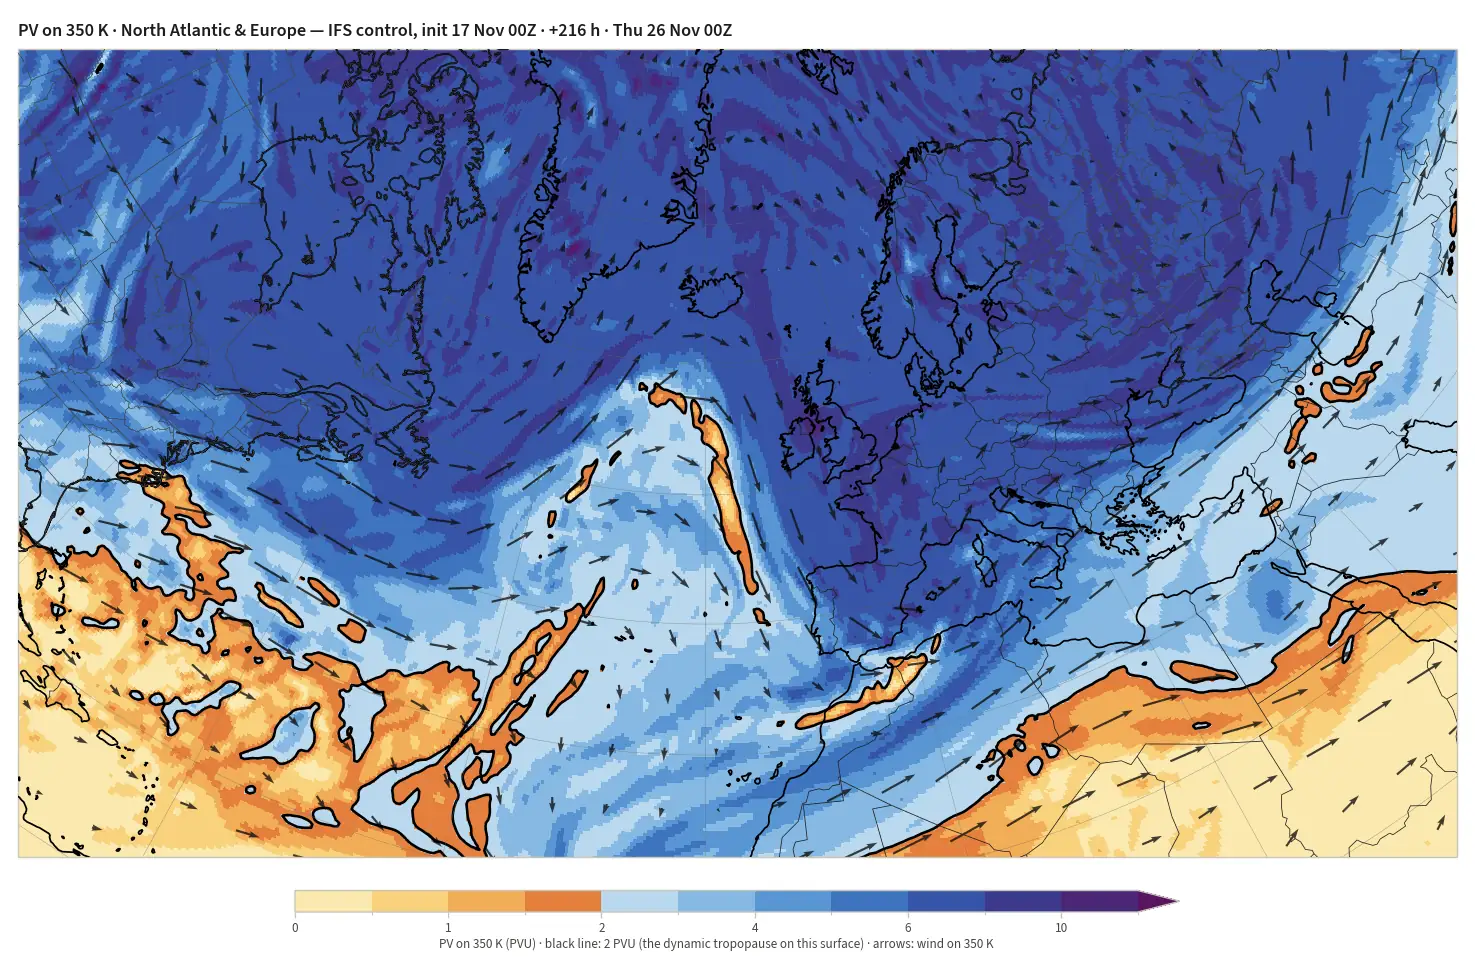 PV on 350 K · North Atlantic & Europe — IFS control, init 17 Nov 00Z · +216 h · Thu 26 Nov 00Z
0 1 2 4 6 10
PV on 350 K (PVU) · black line: 2 PVU (the dynamic tropopause on this surface) · arrows: wind on 350 K